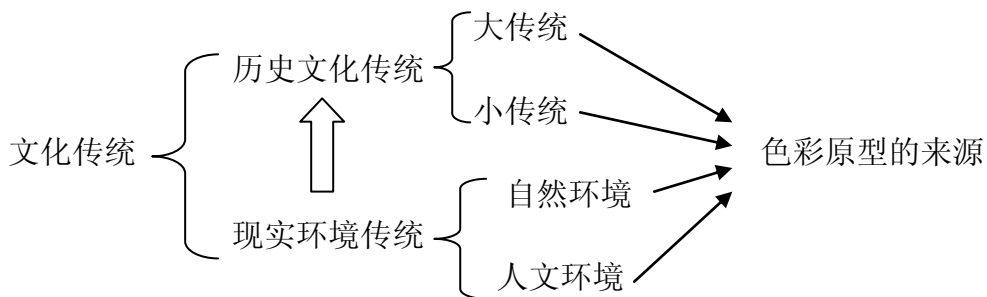 文化传统
历史文化传统
大传统
小传统
现实环境传统
自然环境
人文环境
色彩原型的来源